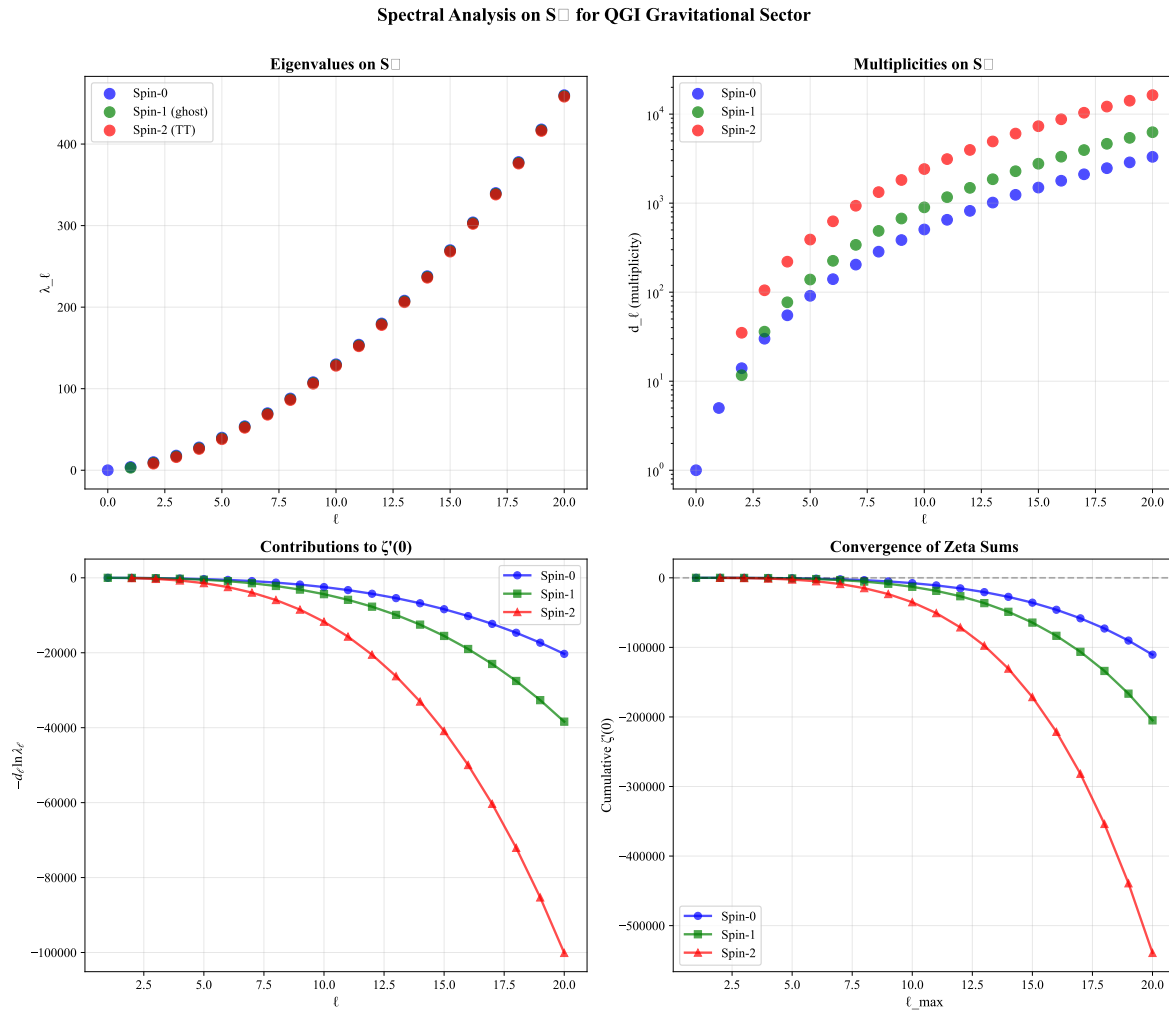 Spectral Analysis on S□ for QGI Gravitational Sector
Eigenvalues on S□
Spin-0
Spin-1 (ghost)
Spin-2 (TT)
400
300
200
100
0
λ_ℓ
0.0 2.5 5.0 7.5 10.0 12.5 15.0 17.5 20.0
ℓ
Multiplicities on S□
Spin-0
Spin-1
Spin-2
10⁴
10³
10²
10¹
10⁰
d_ℓ (multiplicity)
0.0 2.5 5.0 7.5 10.0 12.5 15.0 17.5 20.0
ℓ
Contributions to ζ'(0)
Spin-0
Spin-1
Spin-2
0
−20000
−40000
−60000
−80000
−100000
−dℓ ln λℓ
2.5 5.0 7.5 10.0 12.5 15.0 17.5 20.0
ℓ
Convergence of Zeta Sums
0
−100000
−200000
−300000
−400000
−500000
Cumulative ζ'(0)
Spin-0
Spin-1
Spin-2
2.5 5.0 7.5 10.0 12.5 15.0 17.5 20.0
ℓ_max